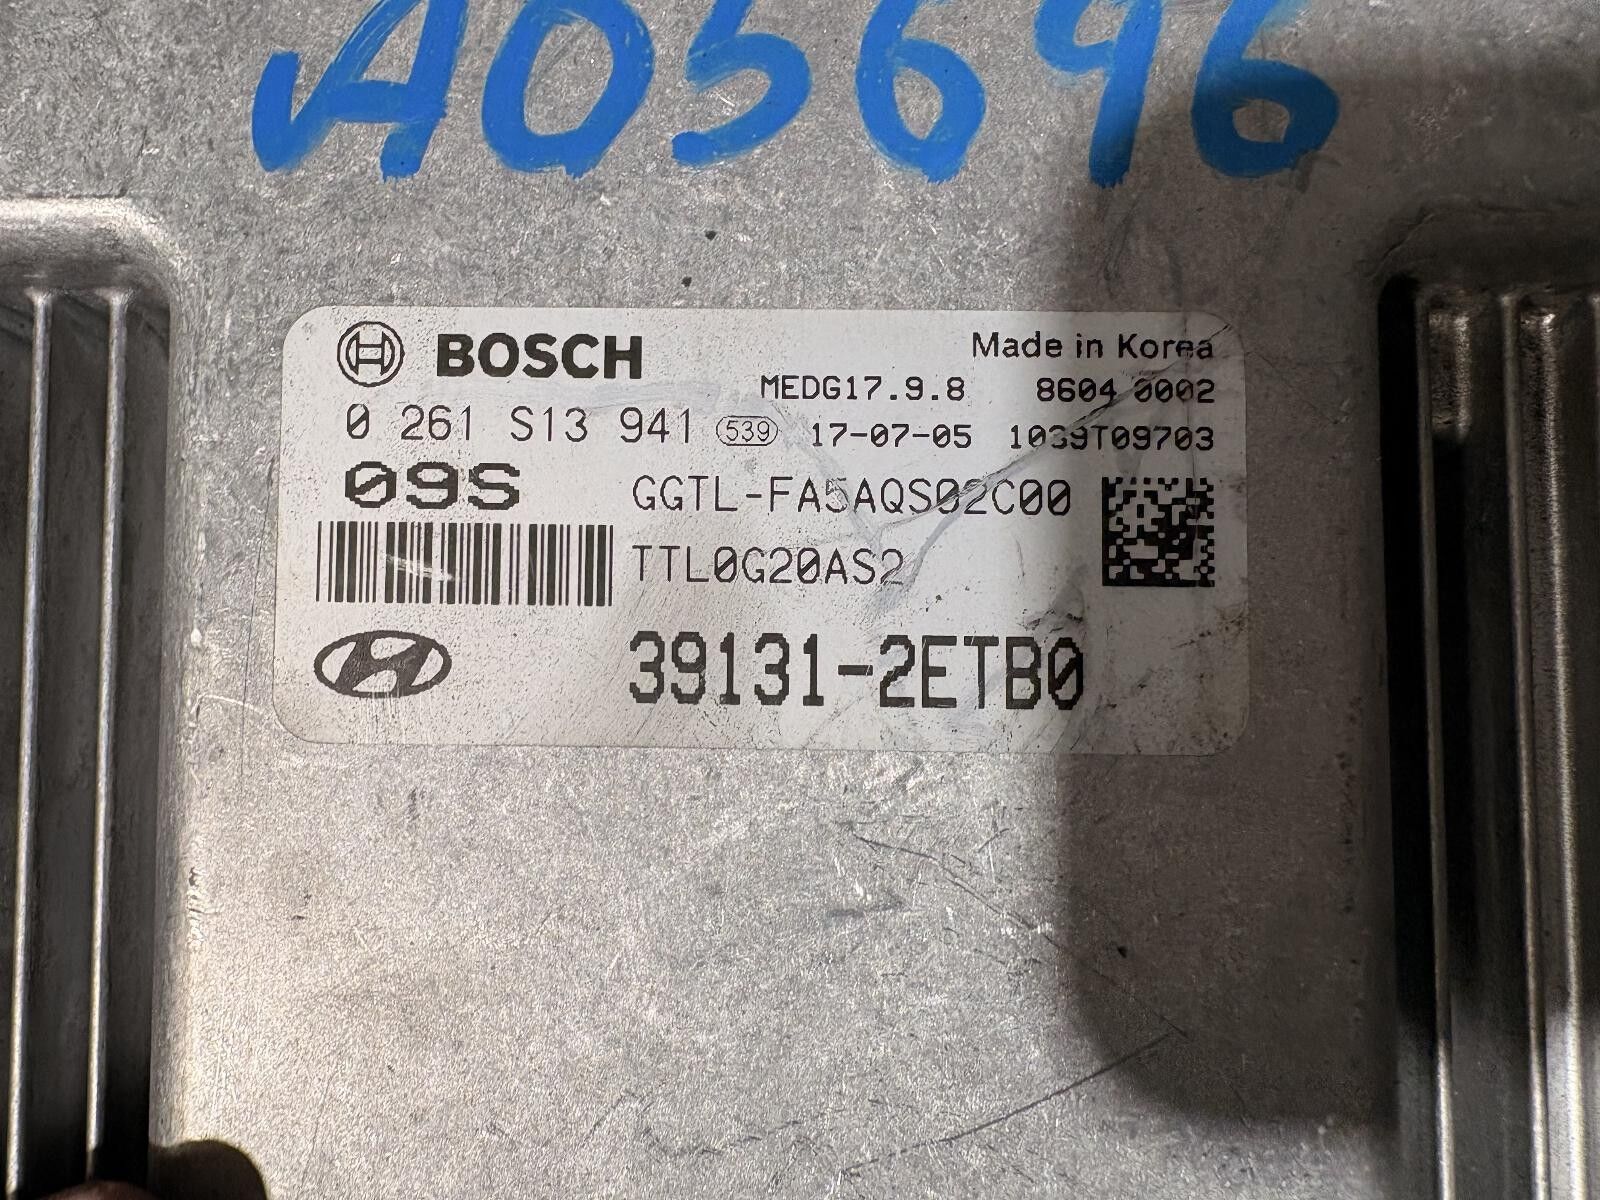 A05696
BOSCH Made in Korea
MEDG17.9.8 8604 0002
0 261 S13 941 539 17-07-05 1039T09703
09S GGTL-FA5AQS02C00
TTL0G20AS2
39131-2ETB0